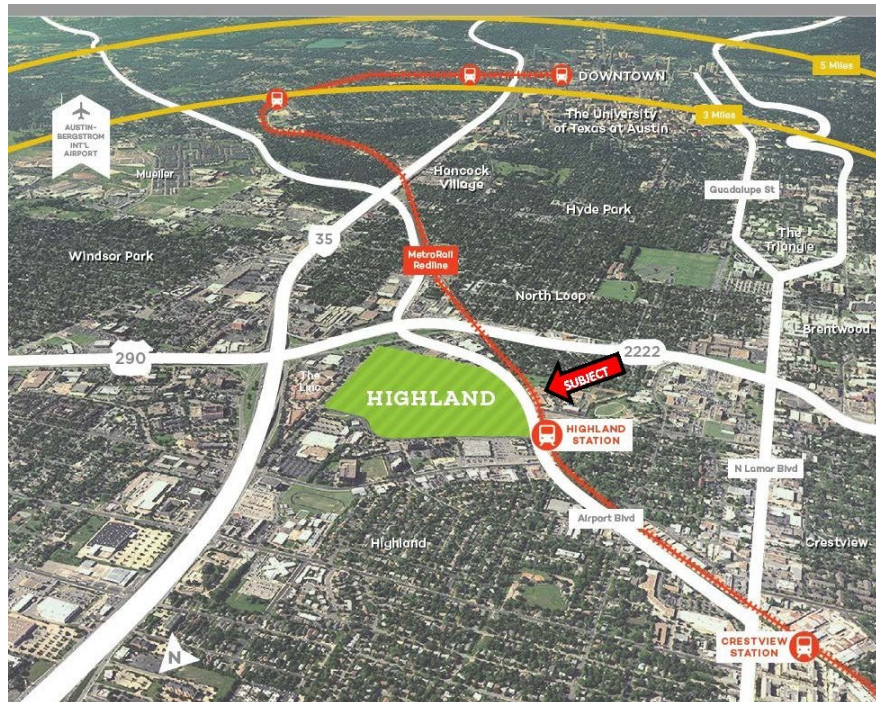 5 Miles
DOWNTOWN
3 Miles
The University
of Texas at Austin
AUSTIN-
BERGSTROM
INT'L
AIRPORT
Mueller
Hancock
Village
Guadalupe St
Hyde Park
35
The
Triangle
Windsor Park
MetroRail
Redline
North Loop
Brentwood
290
2222
The
Linc
SUBJECT
HIGHLAND
HIGHLAND
STATION
N Lamar Blvd
Airport Blvd
Highland
Crestview
CRESTVIEW
STATION
N